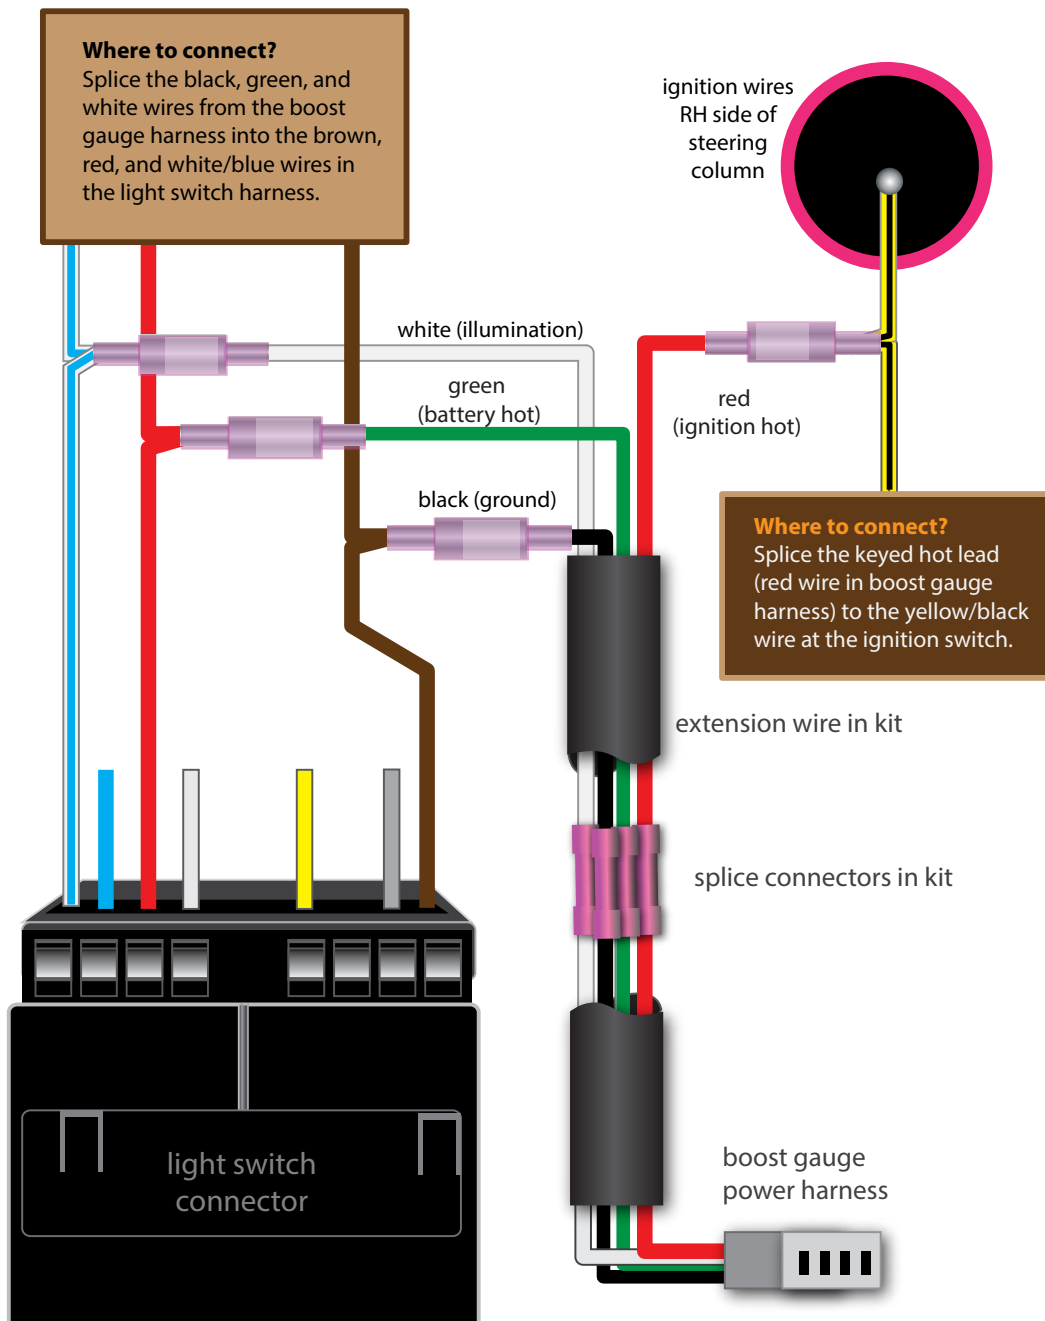 Where to connect?
Splice the black, green, and
white wires from the boost
gauge harness into the brown,
red, and white/blue wires in
the light switch harness.
ignition wires
RH side of
steering
column
white (illumination)
green
(battery hot)
red
(ignition hot)
black (ground)
Where to connect?
Splice the keyed hot lead
(red wire in boost gauge
harness) to the yellow/black
wire at the ignition switch.
extension wire in kit
splice connectors in kit
light switch
connector
boost gauge
power harness